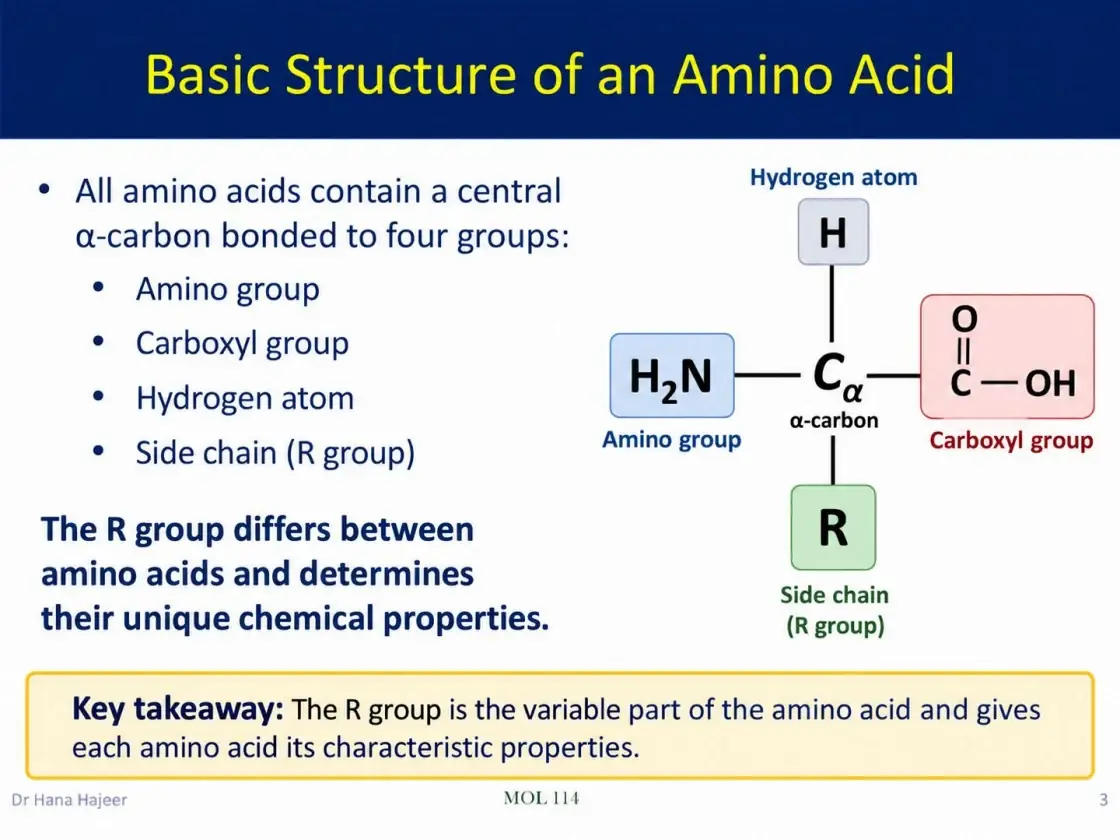 Basic Structure of an Amino Acid
• All amino acids contain a central
α-carbon bonded to four groups:
• Amino group
• Carboxyl group
• Hydrogen atom
• Side chain (R group)
The R group differs between
amino acids and determines
their unique chemical properties.
Hydrogen atom
H
H₂N
Amino group
Cα
α-carbon
O
C — OH
Carboxyl group
R
Side chain
(R group)
Key takeaway: The R group is the variable part of the amino acid and gives
each amino acid its characteristic properties.
Dr Hana Hajeer
MOL 114
3